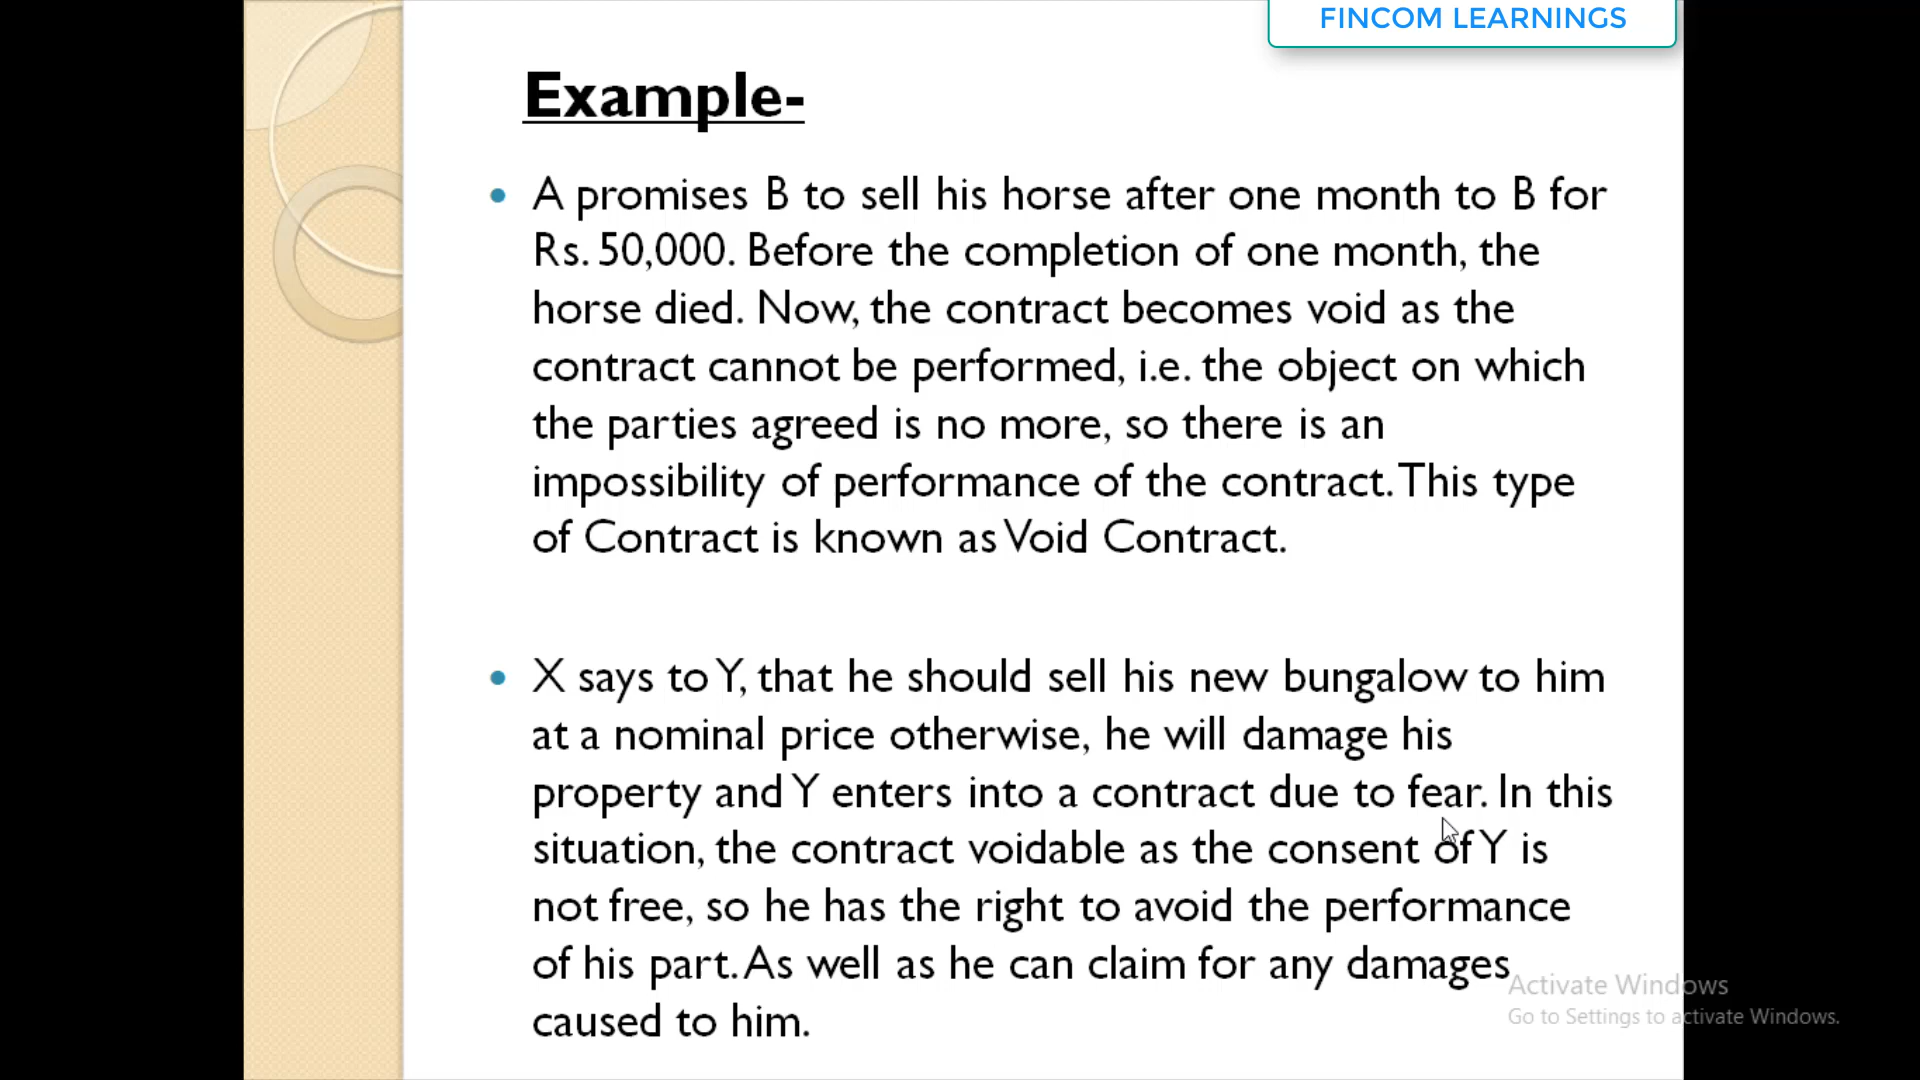 FINCOM LEARNINGS
Example-
• A promises B to sell his horse after one month to B for
Rs. 50,000. Before the completion of one month, the
horse died. Now, the contract becomes void as the
contract cannot be performed, i.e. the object on which
the parties agreed is no more, so there is an
impossibility of performance of the contract. This type
of Contract is known as Void Contract.
• X says to Y, that he should sell his new bungalow to him
at a nominal price otherwise, he will damage his
property and Y enters into a contract due to fear. In this
situation, the contract voidable as the consent of Y is
not free, so he has the right to avoid the performance
of his part. As well as he can claim for any damages
caused to him.
Activate Windows
Go to Settings to activate Windows.